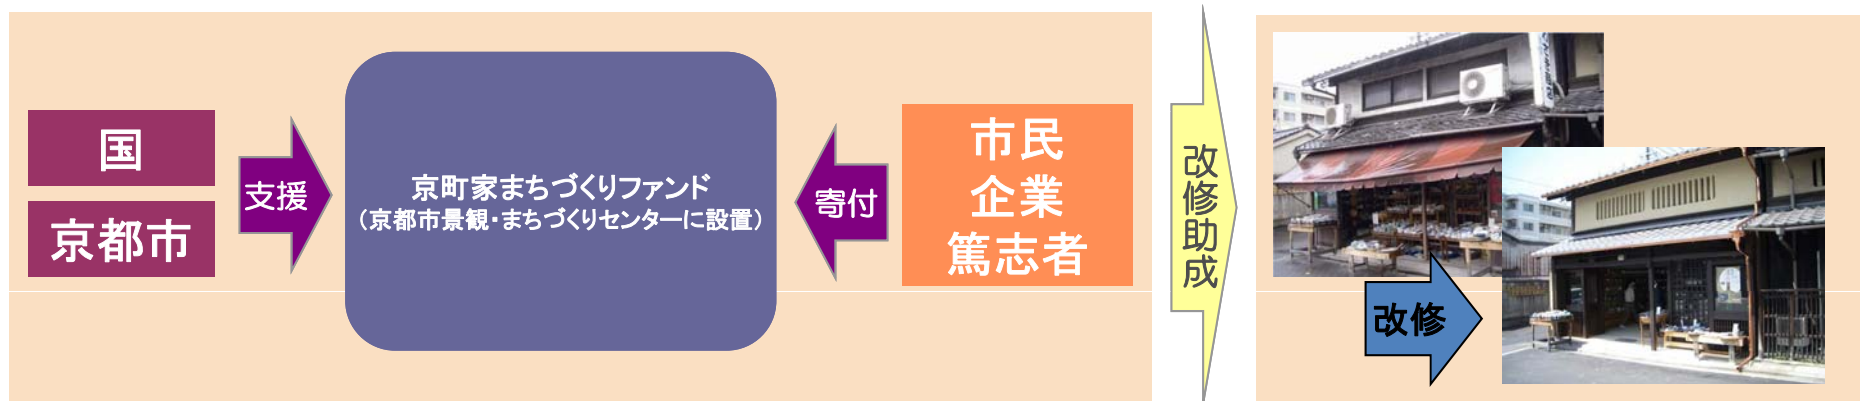 国
京都市
支援
京町家まちづくりファンド
（京都市景観・まちづくりセンターに設置）
寄付
市民
企業
篤志者
改修助成
改修